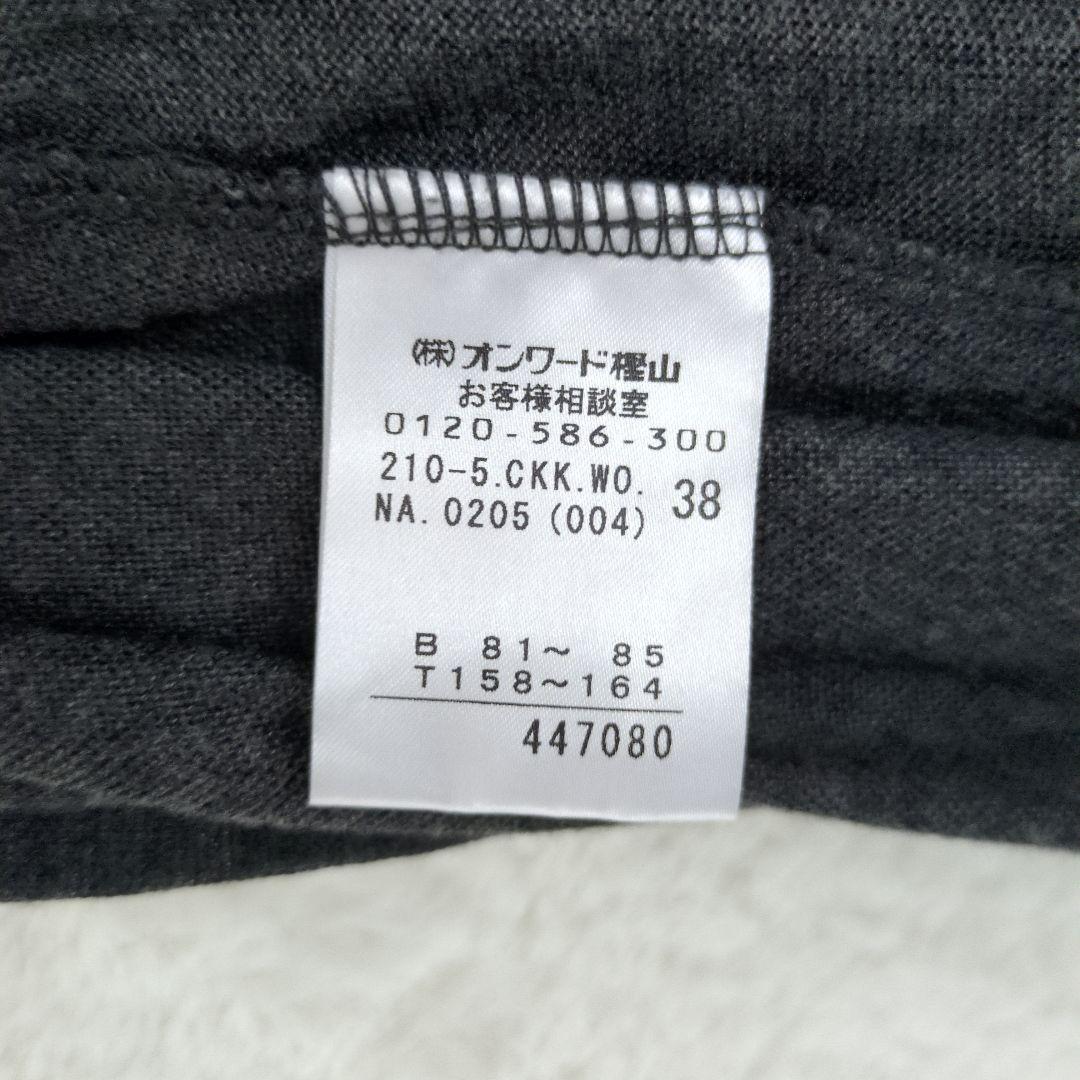 (株)オンワード樫山
お客様相談室
0120-586-300
210-5.CKK.WO. 38
NA.0205 (004)
B 81~ 85
T158~164
447080